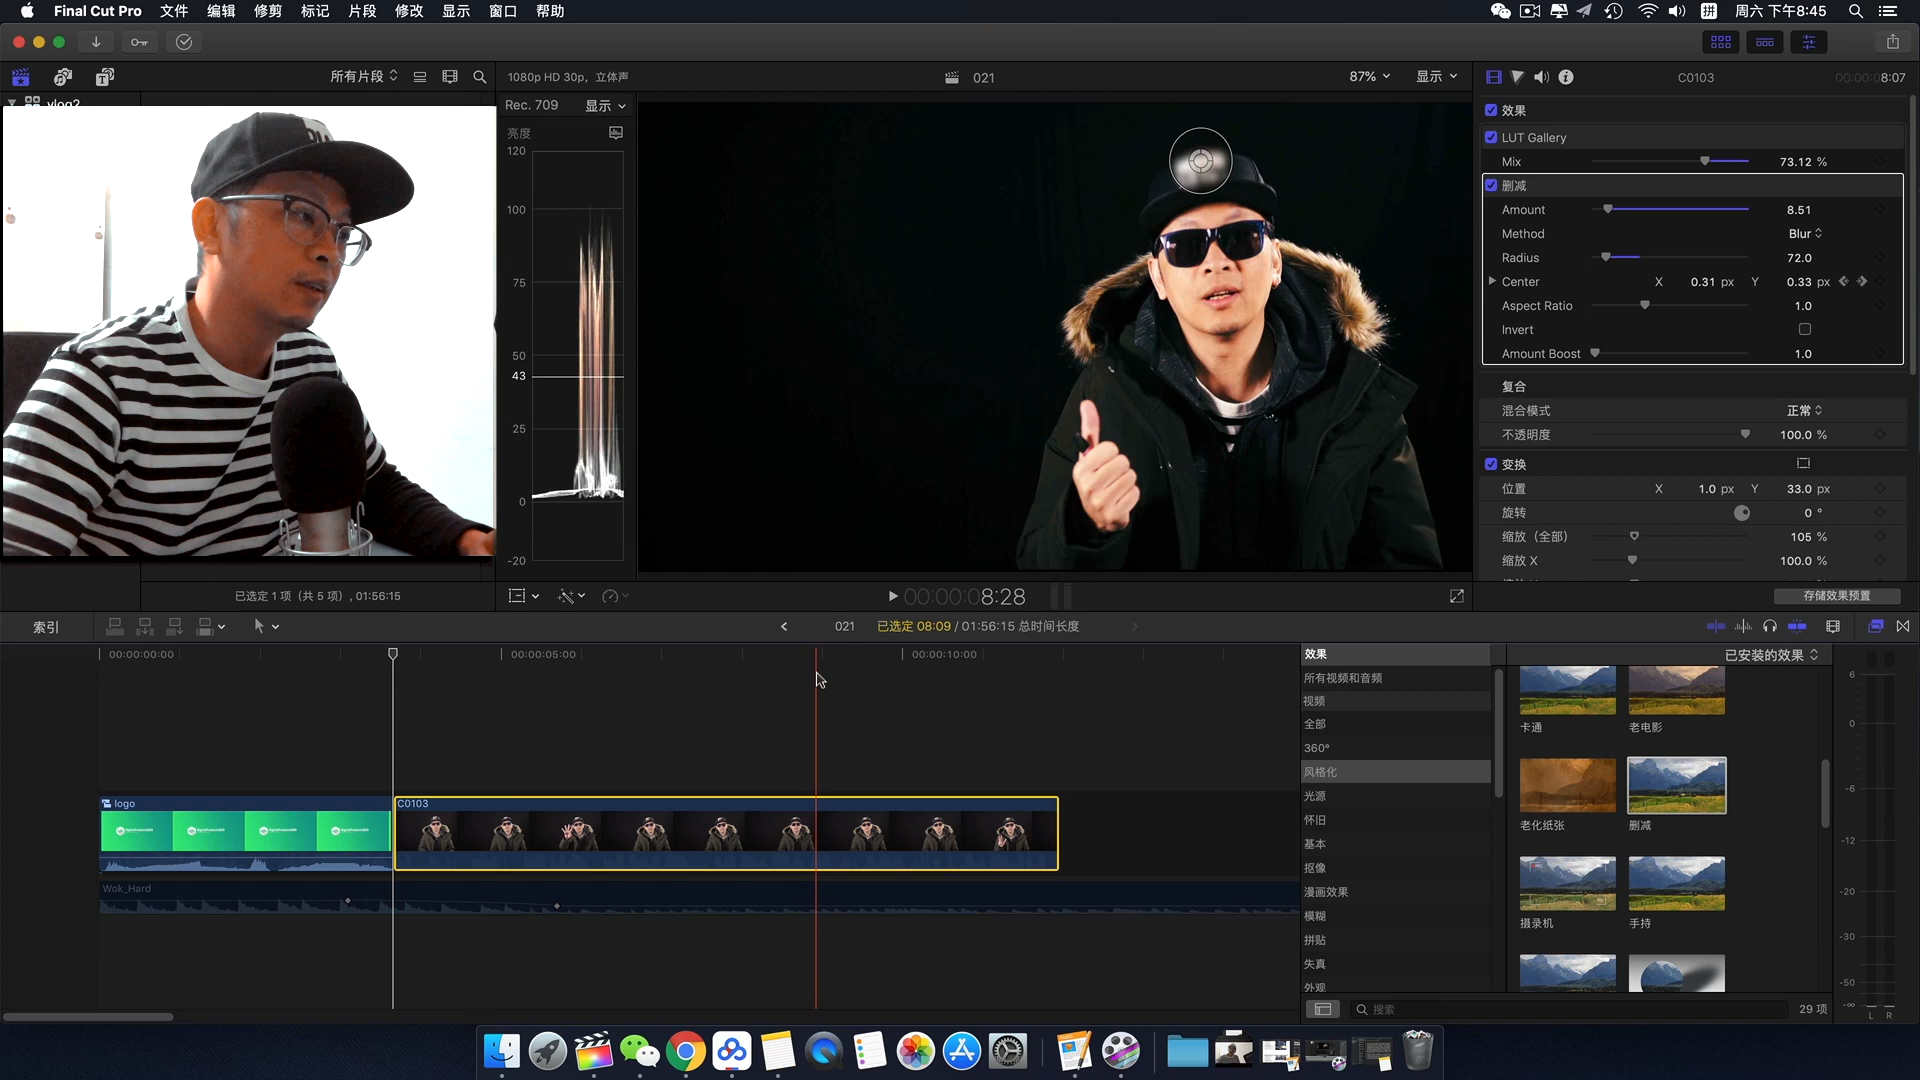 Final Cut Pro 文件 编辑 修剪 标记 片段 修改 显示 窗口 帮助
拼 周六 下午8:45
所有片段
1080p HD 30p, 立体声
021
87%
显示
C0103
00:00:08:07
vlog2
Rec. 709
显示
亮度
120
100
75
50
43
25
0
-20
效果
LUT Gallery
Mix 73.12 %
删减
Amount 8.51
Method Blur
Radius 72.0
Center X 0.31 px Y 0.33 px
Aspect Ratio 1.0
Invert
Amount Boost 1.0
复合
混合模式 正常
不透明度 100.0 %
变换
位置 X 1.0 px Y 33.0 px
旋转 0 °
缩放（全部） 105 %
缩放 X 100.0 %
已选定 1 项（共 5 项）, 01:56:15
00:00:08:28
存储效果预置
索引
021
已选定 08:09 / 01:56:15 总时间长度
00:00:00:00
00:00:05:00
00:00:10:00
logo
C0103
Wok_Hard
效果
已安装的效果
所有视频和音频
视频
全部
360°
风格化
光源
怀旧
基本
抠像
漫画效果
模糊
拼贴
失真
外观
卡通
老电影
老化纸张
删减
摄录机
手持
搜索
29 项
6
0
-6
-12
-20
-30
-50
-∞
L R